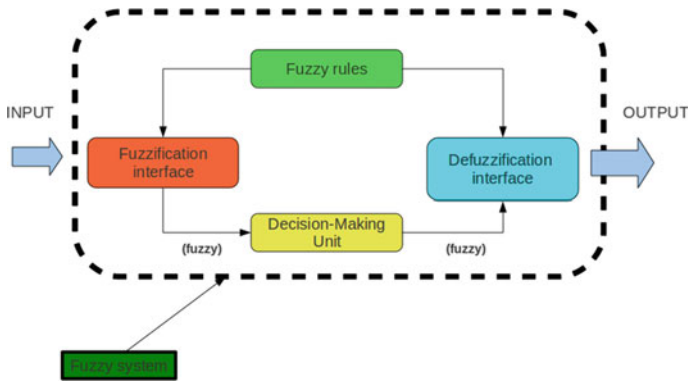 Fuzzy rules
INPUT
OUTPUT
Fuzzification
interface
Defuzzification
interface
Decision-Making
Unit
(fuzzy)
(fuzzy)
Fuzzy system